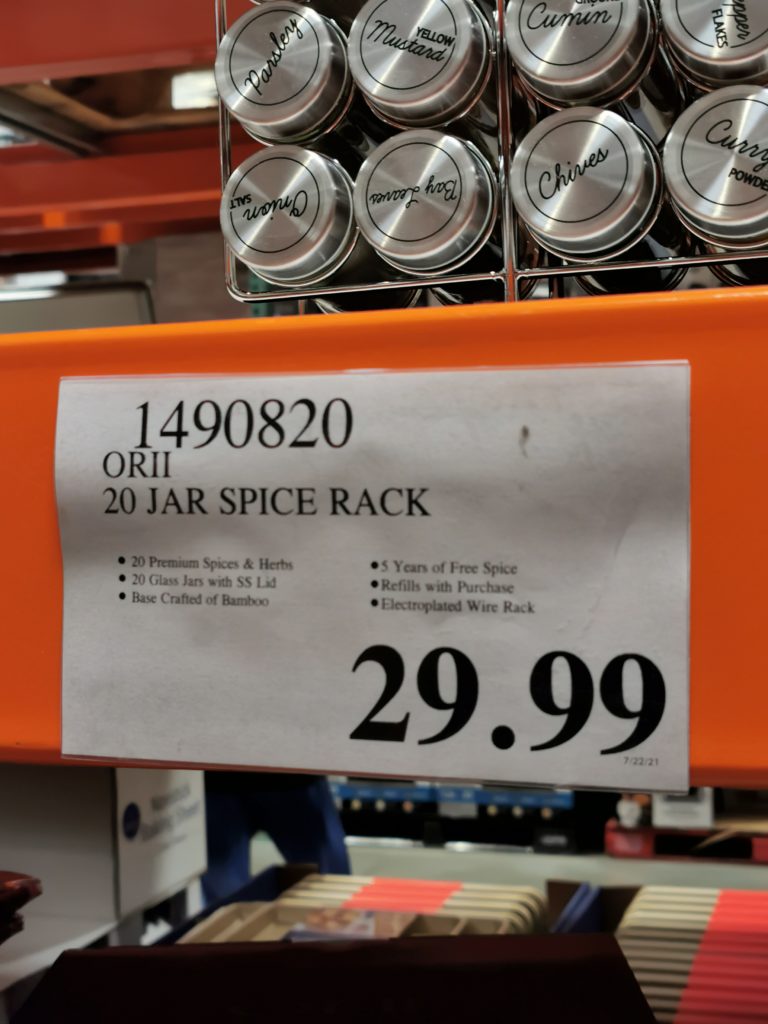 Parsley
YELLOW
Mustard
Cumin
FLAKES
Onion
SALT
Bay Leaves
Chives
Curry
POWDER
1490820
ORII
20 JAR SPICE RACK
• 20 Premium Spices & Herbs
• 20 Glass Jars with SS Lid
• Base Crafted of Bamboo
• 5 Years of Free Spice
• Refills with Purchase
• Electroplated Wire Rack
29.99
7/22/21